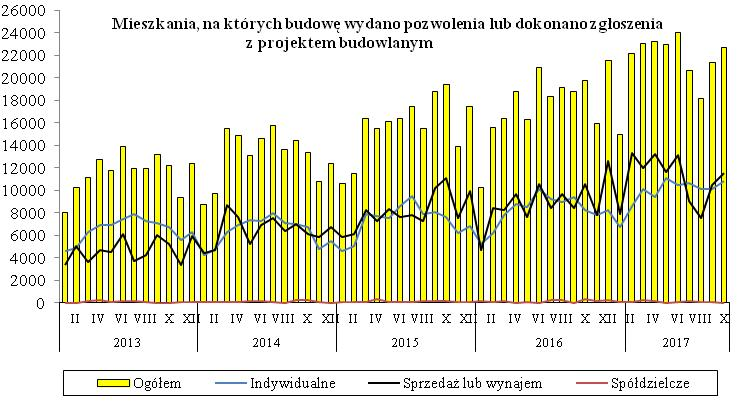 Mieszkania, na których budowę wydano pozwolenia lub dokonano zgłoszenia
z projektem budowlanym
26000
24000
22000
20000
18000
16000
14000
12000
10000
8000
6000
4000
2000
0
II IV VI VIII X XII II IV VI VIII X XII II IV VI VIII X XII II IV VI VIII X XII II IV VI VIII X
2013 2014 2015 2016 2017
Ogółem Indywidualne Sprzedaż lub wynajem Spółdzielcze